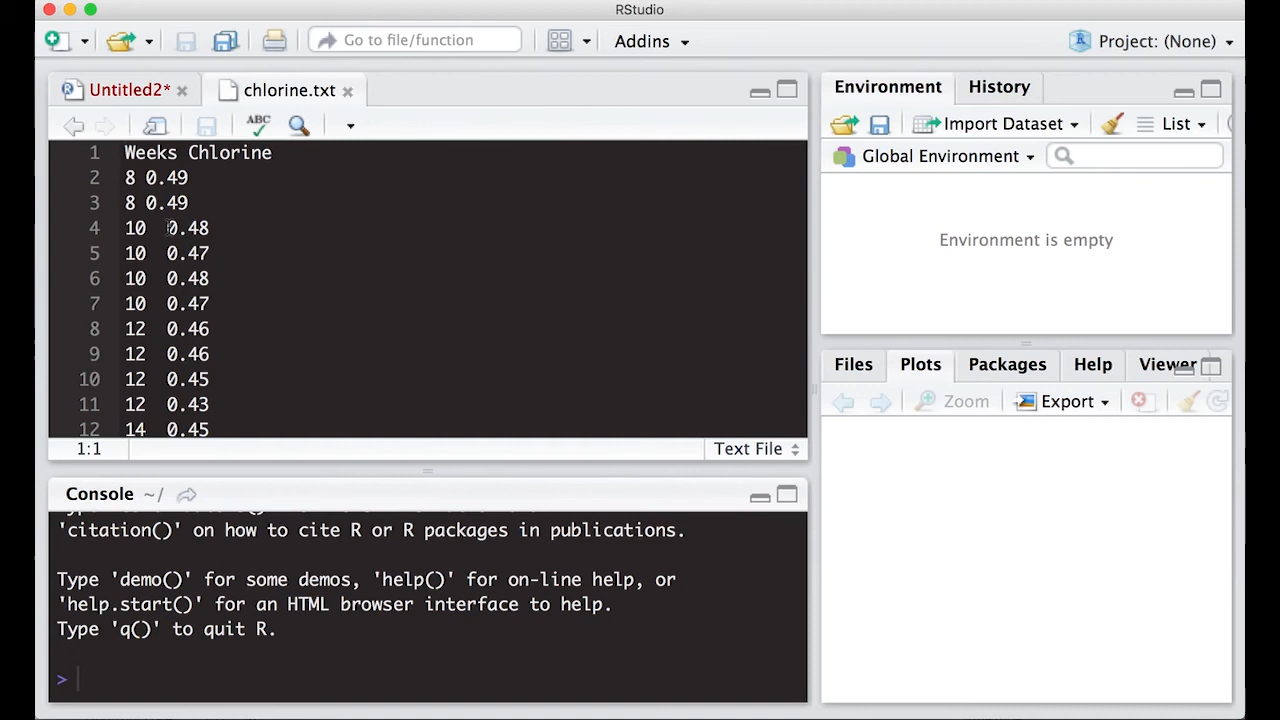 RStudio
Go to file/function
Addins
Project: (None)
Untitled2*
chlorine.txt
ABC
1 Weeks Chlorine
2 8 0.49
3 8 0.49
4 10 0.48
5 10 0.47
6 10 0.48
7 10 0.47
8 12 0.46
9 12 0.46
10 12 0.45
11 12 0.43
12 14 0.45
1:1
Text File
Console ~/
'citation()' on how to cite R or R packages in publications.
Type 'demo()' for some demos, 'help()' for on-line help, or
'help.start()' for an HTML browser interface to help.
Type 'q()' to quit R.
>
Environment
History
Import Dataset
List
Global Environment
Environment is empty
Files
Plots
Packages
Help
Viewer
Zoom
Export